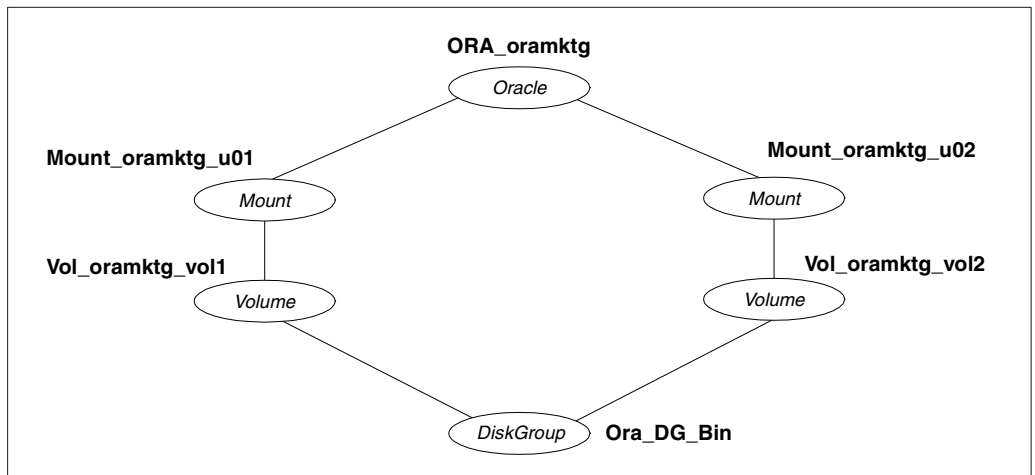 ORA_oramktg
Oracle
Mount_oramktg_u01
Mount_oramktg_u02
Mount
Mount
Vol_oramktg_vol1
Vol_oramktg_vol2
Volume
Volume
DiskGroup
Ora_DG_Bin